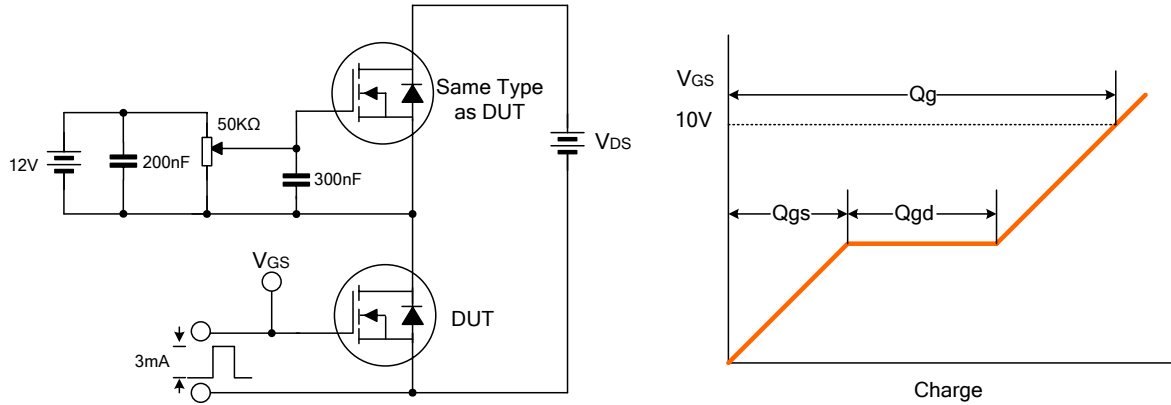 Same Type
as DUT
50KΩ
12V
200nF
300nF
VDS
VGS
DUT
3mA
VGS
10V
Qg
Qgs
Qgd
Charge